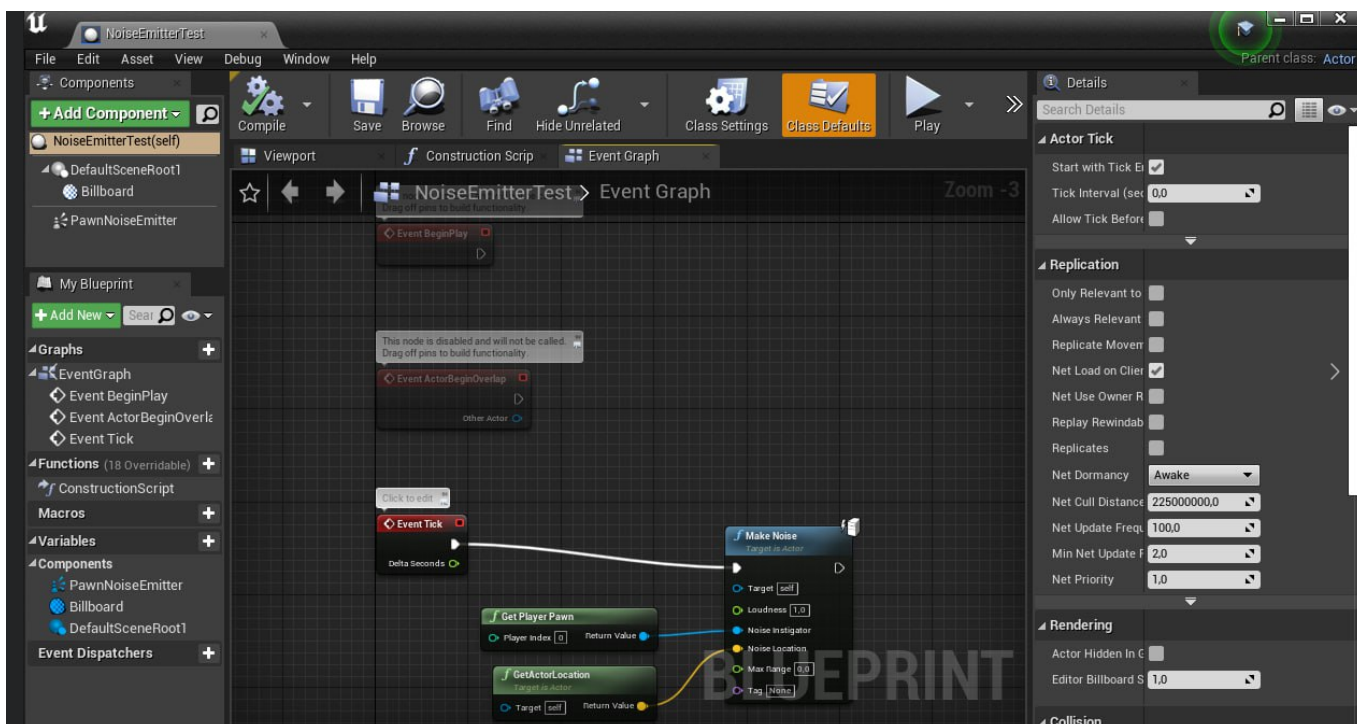 NoiseEmitterTest
File Edit Asset View Debug Window Help
Parent class: Actor
Components
+Add Component
NoiseEmitterTest(self)
DefaultSceneRoot1
Billboard
PawnNoiseEmitter
My Blueprint
+Add New Sear
Graphs
EventGraph
Event BeginPlay
Event ActorBeginOverla
Event Tick
Functions (18 Overridable)
ConstructionScript
Macros
Variables
Components
PawnNoiseEmitter
Billboard
DefaultSceneRoot1
Event Dispatchers
Compile Save Browse Find Hide Unrelated Class Settings Class Defaults Play
Viewport Construction Scrip Event Graph
NoiseEmitterTest > Event Graph Zoom -3
Drag off pins to build functionality.
Event BeginPlay
This node is disabled and will not be called.
Drag off pins to build functionality.
Event ActorBeginOverlap
Other Actor
Click to edit
Event Tick
Delta Seconds
Make Noise
Target is Actor
Target self
Loudness 1,0
Noise Instigator
Noise Location
Max Range 0,0
Tag None
Get Player Pawn
Player Index 0 Return Value
GetActorLocation
Target is Actor
Target self Return Value
BLUEPRINT
Details
Search Details
Actor Tick
Start with Tick E
Tick Interval (sec 0,0
Allow Tick Before
Replication
Only Relevant to
Always Relevant
Replicate Movem
Net Load on Clier
Net Use Owner R
Replay Rewindab
Replicates
Net Dormancy Awake
Net Cull Distance 225000000,0
Net Update Frequ 100,0
Min Net Update F 2,0
Net Priority 1,0
Rendering
Actor Hidden In G
Editor Billboard S 1,0
Collision